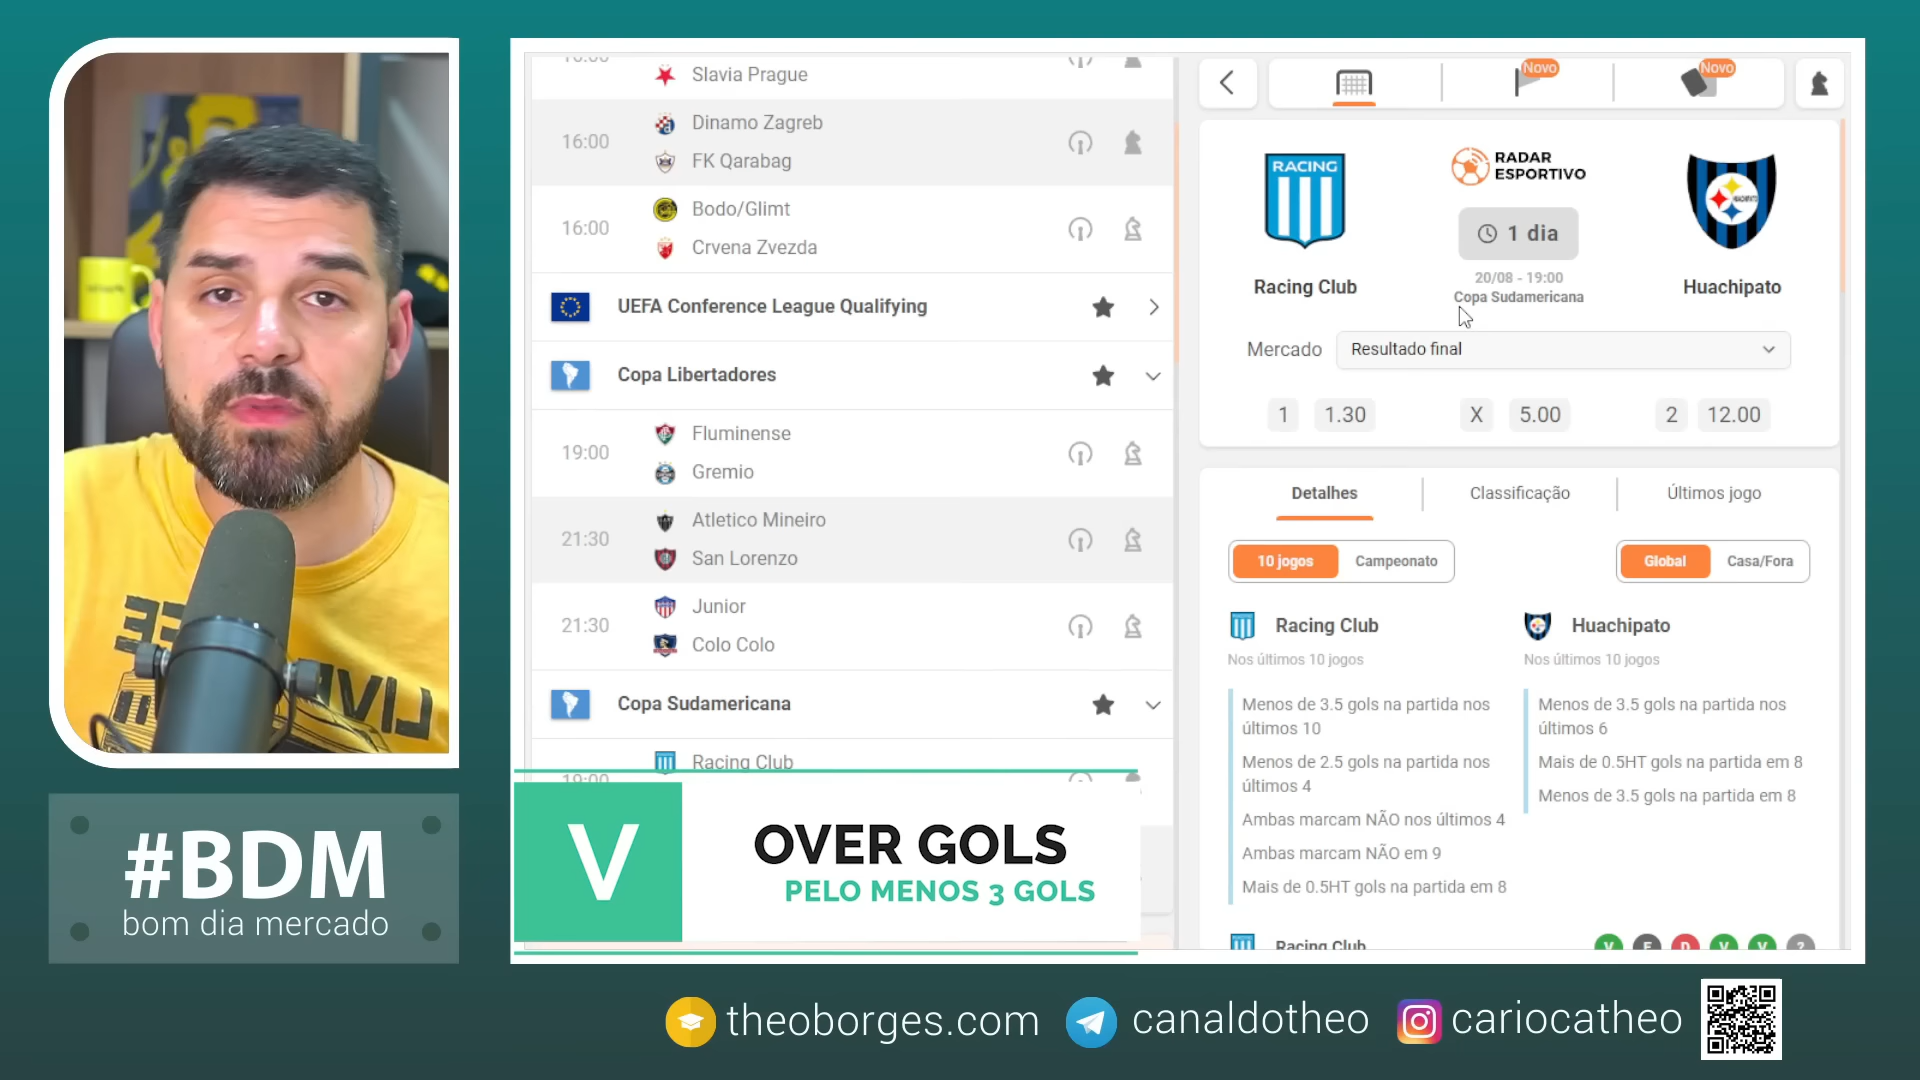 Slavia Prague
16:00
Dinamo Zagreb
FK Qarabag
16:00
Bodo/Glimt
Crvena Zvezda
UEFA Conference League Qualifying
Copa Libertadores
19:00
Fluminense
Gremio
21:30
Atletico Mineiro
San Lorenzo
21:30
Junior
Colo Colo
Copa Sudamericana
19:00
Racing Club
Novo
Novo
RACING
RADAR
ESPORTIVO
HUACHIPATO
1 dia
20/08 - 19:00
Copa Sudamericana
Racing Club
Huachipato
Mercado
Resultado final
1 1.30 X 5.00 2 12.00
Detalhes
Classificação
Últimos jogo
10 jogos
Campeonato
Global
Casa/Fora
Racing Club
Nos últimos 10 jogos
Menos de 3.5 gols na partida nos
últimos 10
Menos de 2.5 gols na partida nos
últimos 4
Ambas marcam NÃO nos últimos 4
Ambas marcam NÃO em 9
Mais de 0.5HT gols na partida em 8
Huachipato
Nos últimos 10 jogos
Menos de 3.5 gols na partida nos
últimos 6
Mais de 0.5HT gols na partida em 8
Menos de 3.5 gols na partida em 8
Racing Club
V E D V V ?
V
OVER GOLS
PELO MENOS 3 GOLS
#BDM
bom dia mercado
theoborges.com
canaldotheo
cariocatheo